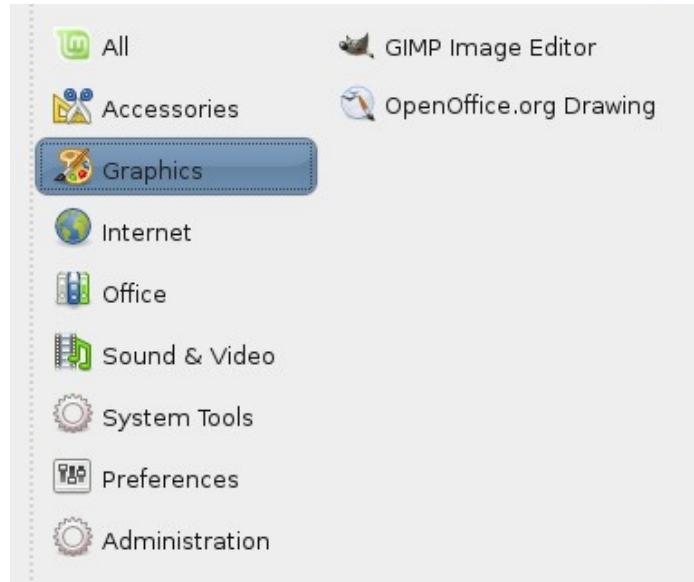 All
Accessories
Graphics
Internet
Office
Sound & Video
System Tools
Preferences
Administration
GIMP Image Editor
OpenOffice.org Drawing